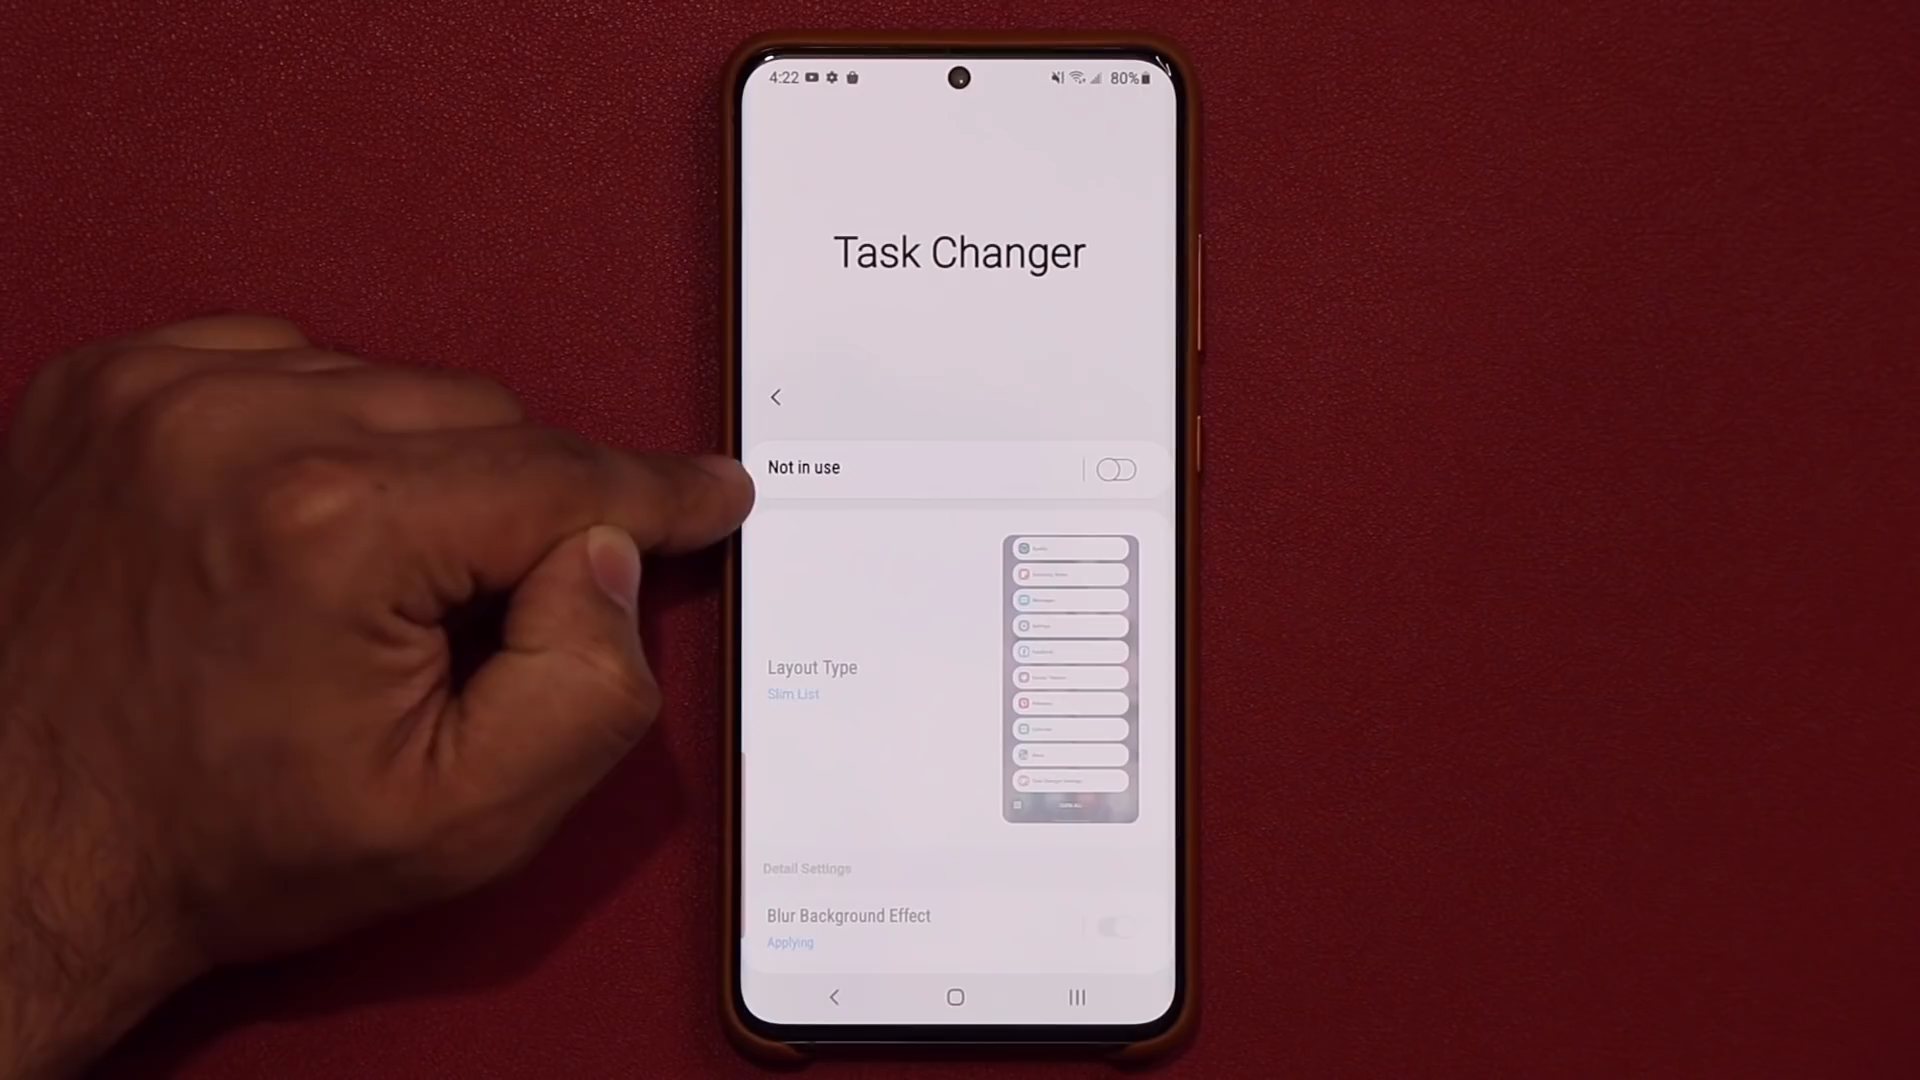 4:22
80%
Task Changer
Not in use
Layout Type
Slim List
Detail Settings
Blur Background Effect
Applying